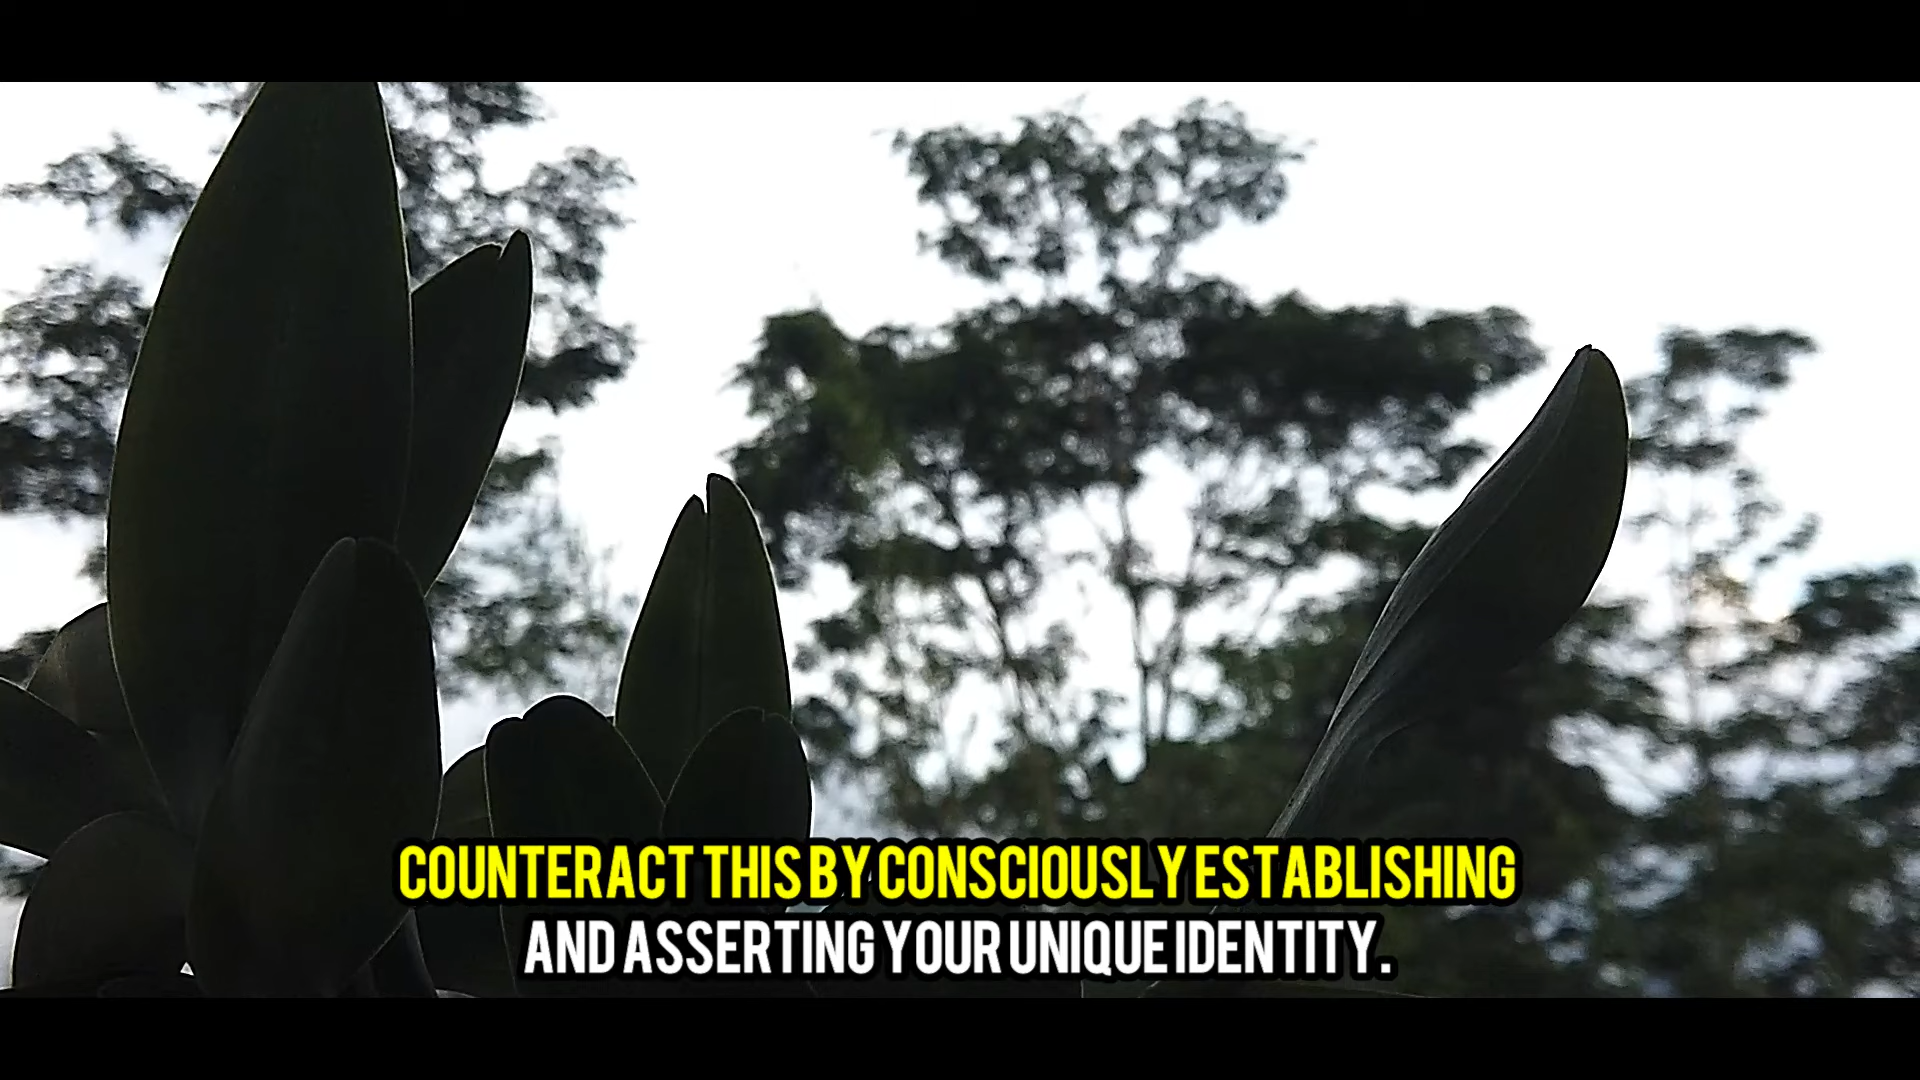 COUNTERACT THIS BY CONSCIOUSLY ESTABLISHING
AND ASSERTING YOUR UNIQUE IDENTITY.